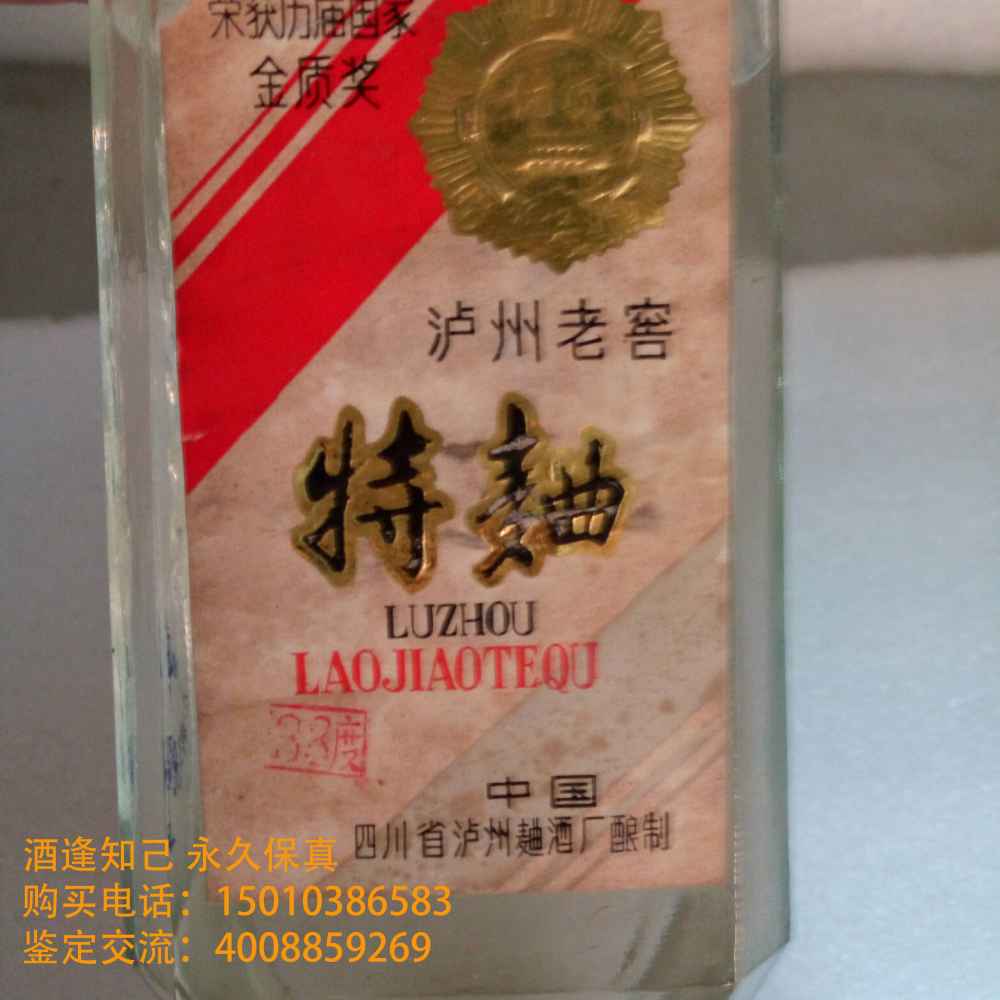 荣获历届国家
金质奖
泸州老窖
特麯
LUZHOU
LAOJIAOTEQU
33度
中国
四川省泸州麯酒厂酿制
酒逢知己 永久保真
购买电话：15010386583
鉴定交流：4008859269